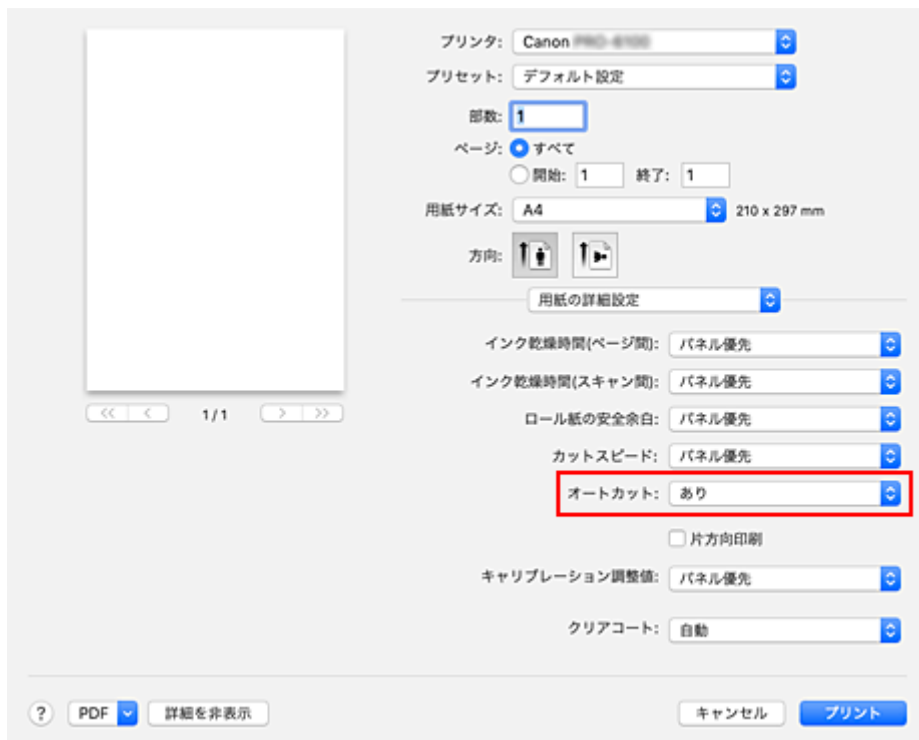 プリンタ: Canon
プリセット: デフォルト設定
部数: 1
ページ: すべて
開始: 1 終了: 1
用紙サイズ: A4 210 x 297 mm
方向:
用紙の詳細設定
インク乾燥時間(ページ間): パネル優先
インク乾燥時間(スキャン間): パネル優先
ロール紙の安全余白: パネル優先
<< < 1/1 > >>
カットスピード: パネル優先
オートカット: あり
片方向印刷
キャリブレーション調整値: パネル優先
クリアコート: 自動
? PDF 詳細を非表示 キャンセル プリント